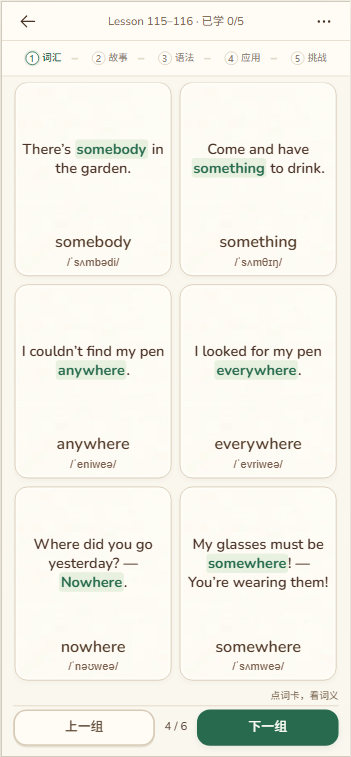 Lesson 115–116 · 已学 0/5
1 词汇 – 2 故事 – 3 语法 – 4 应用 – 5 挑战
There's somebody in
the garden.
somebody
/ˈsʌmbədi/
Come and have
something to drink.
something
/ˈsʌmθɪŋ/
I couldn't find my pen
anywhere.
anywhere
/ˈeniweə/
I looked for my pen
everywhere.
everywhere
/ˈevriweə/
Where did you go
yesterday? —
Nowhere.
nowhere
/ˈnəʊweə/
My glasses must be
somewhere! —
You're wearing them!
somewhere
/ˈsʌmweə/
点词卡，看词义
上一组
4 / 6
下一组